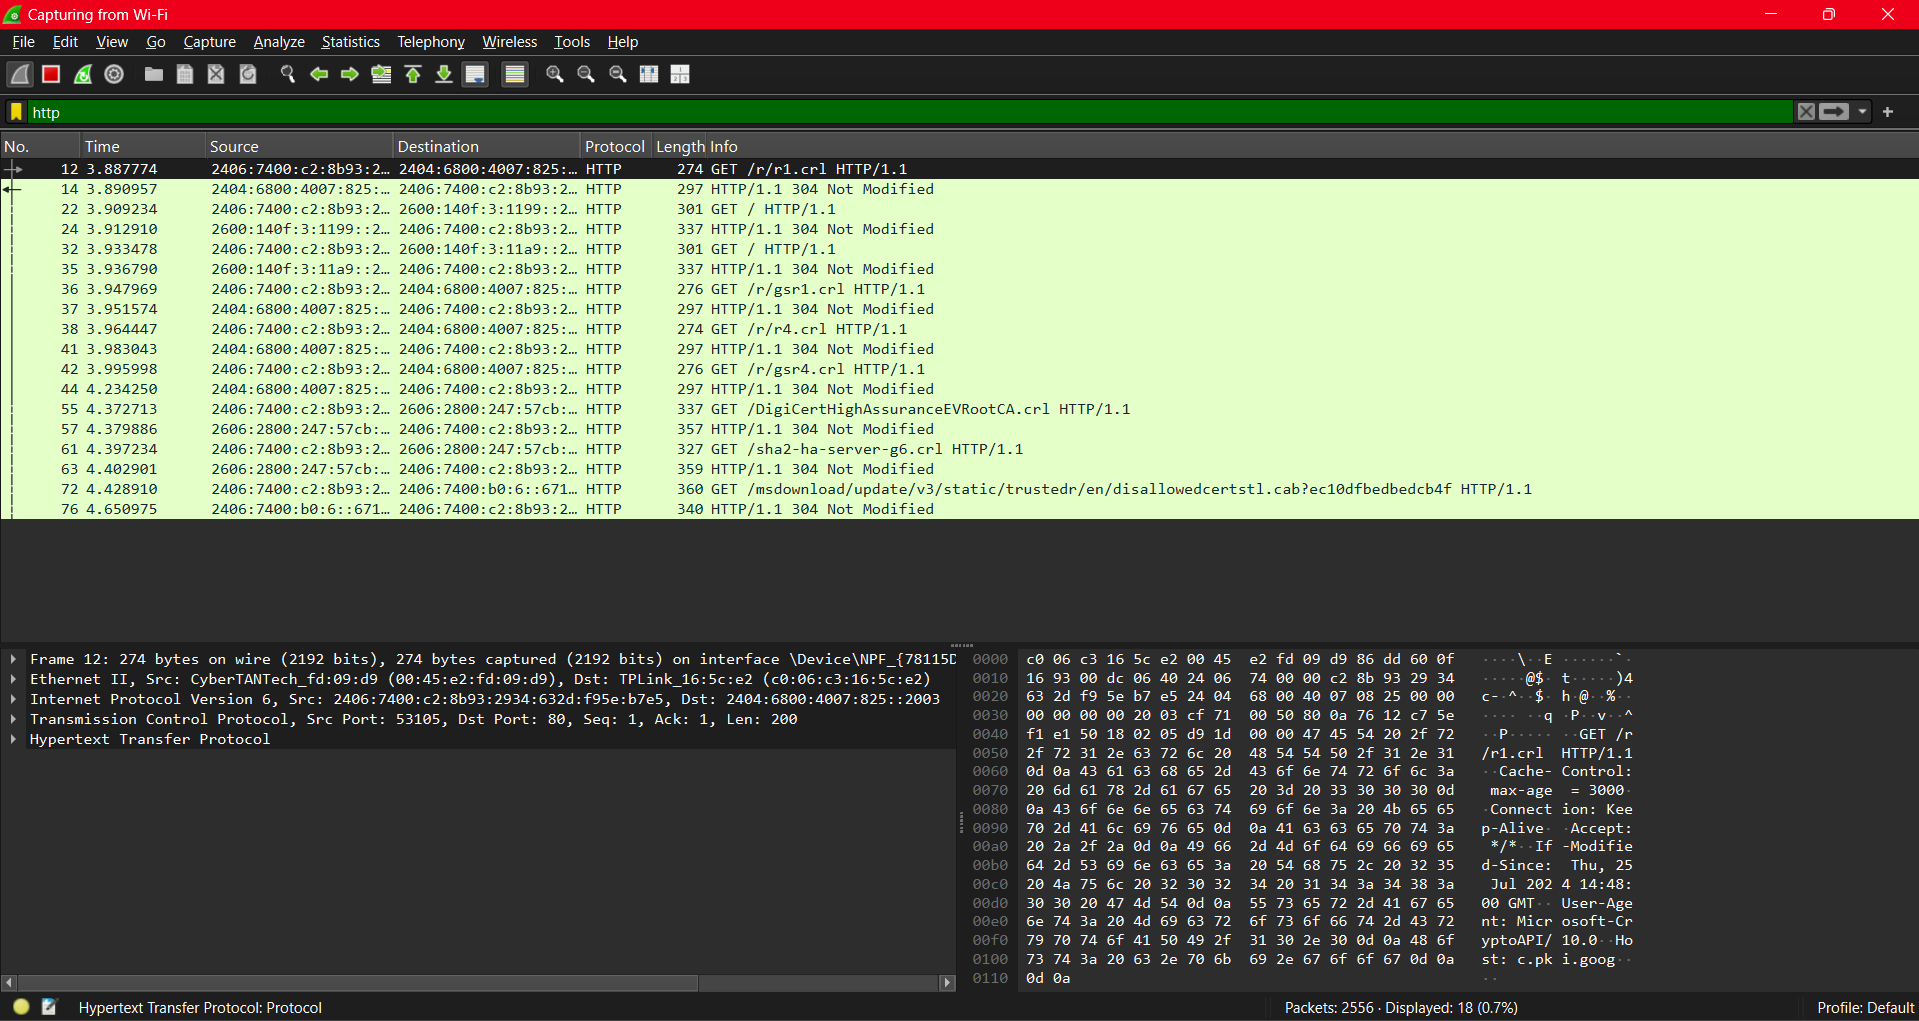 Capturing from Wi-Fi
File Edit View Go Capture Analyze Statistics Telephony Wireless Tools Help
http
No. Time Source Destination Protocol Length Info
12 3.887774 2406:7400:c2:8b93:2… 2404:6800:4007:825:… HTTP 274 GET /r/r1.crl HTTP/1.1
14 3.890957 2404:6800:4007:825:… 2406:7400:c2:8b93:2… HTTP 297 HTTP/1.1 304 Not Modified
22 3.909234 2406:7400:c2:8b93:2… 2600:140f:3:1199::2… HTTP 301 GET / HTTP/1.1
24 3.912910 2600:140f:3:1199::2… 2406:7400:c2:8b93:2… HTTP 337 HTTP/1.1 304 Not Modified
32 3.933478 2406:7400:c2:8b93:2… 2600:140f:3:11a9::2… HTTP 301 GET / HTTP/1.1
35 3.936790 2600:140f:3:11a9::2… 2406:7400:c2:8b93:2… HTTP 337 HTTP/1.1 304 Not Modified
36 3.947969 2406:7400:c2:8b93:2… 2404:6800:4007:825:… HTTP 276 GET /r/gsr1.crl HTTP/1.1
37 3.951574 2404:6800:4007:825:… 2406:7400:c2:8b93:2… HTTP 297 HTTP/1.1 304 Not Modified
38 3.964447 2406:7400:c2:8b93:2… 2404:6800:4007:825:… HTTP 274 GET /r/r4.crl HTTP/1.1
41 3.983043 2404:6800:4007:825:… 2406:7400:c2:8b93:2… HTTP 297 HTTP/1.1 304 Not Modified
42 3.995998 2406:7400:c2:8b93:2… 2404:6800:4007:825:… HTTP 276 GET /r/gsr4.crl HTTP/1.1
44 4.234250 2404:6800:4007:825:… 2406:7400:c2:8b93:2… HTTP 297 HTTP/1.1 304 Not Modified
55 4.372713 2406:7400:c2:8b93:2… 2606:2800:247:57cb:… HTTP 337 GET /DigiCertHighAssuranceEVRootCA.crl HTTP/1.1
57 4.379886 2606:2800:247:57cb:… 2406:7400:c2:8b93:2… HTTP 357 HTTP/1.1 304 Not Modified
61 4.397234 2406:7400:c2:8b93:2… 2606:2800:247:57cb:… HTTP 327 GET /sha2-ha-server-g6.crl HTTP/1.1
63 4.402901 2606:2800:247:57cb:… 2406:7400:c2:8b93:2… HTTP 359 HTTP/1.1 304 Not Modified
72 4.428910 2406:7400:c2:8b93:2… 2406:7400:b0:6::671… HTTP 360 GET /msdownload/update/v3/static/trustedr/en/disallowedcertstl.cab?ec10dfbedbedcb4f HTTP/1.1
76 4.650975 2406:7400:b0:6::671… 2406:7400:c2:8b93:2… HTTP 340 HTTP/1.1 304 Not Modified
Frame 12: 274 bytes on wire (2192 bits), 274 bytes captured (2192 bits) on interface \Device\NPF_{78115D
Ethernet II, Src: CyberTANTech_fd:09:d9 (00:45:e2:fd:09:d9), Dst: TPLink_16:5c:e2 (c0:06:c3:16:5c:e2)
Internet Protocol Version 6, Src: 2406:7400:c2:8b93:2934:632d:f95e:b7e5, Dst: 2404:6800:4007:825::2003
Transmission Control Protocol, Src Port: 53105, Dst Port: 80, Seq: 1, Ack: 1, Len: 200
Hypertext Transfer Protocol
0000 c0 06 c3 16 5c e2 00 45 e2 fd 09 d9 86 dd 60 0f ····\··E ······`·
0010 16 93 00 dc 06 40 24 06 74 00 00 c2 8b 93 29 34 ·····@$· t·····)4
0020 63 2d f9 5e b7 e5 24 04 68 00 40 07 08 25 00 00 c-·^··$· h·@··%··
0030 00 00 00 00 20 03 cf 71 00 50 80 0a 76 12 c7 5e ···· ··q ·P··v··^
0040 f1 e1 50 18 02 05 d9 1d 00 00 47 45 54 20 2f 72 ··P····· ··GET /r
0050 2f 72 31 2e 63 72 6c 20 48 54 54 50 2f 31 2e 31 /r1.crl HTTP/1.1
0060 0d 0a 43 61 63 68 65 2d 43 6f 6e 74 72 6f 6c 3a ··Cache- Control:
0070 20 6d 61 78 2d 61 67 65 20 3d 20 33 30 30 30 0d max-age = 3000·
0080 0a 43 6f 6e 6e 65 63 74 69 6f 6e 3a 20 4b 65 65 ·Connect ion: Kee
0090 70 2d 41 6c 69 76 65 0d 0a 41 63 63 65 70 74 3a p-Alive· ·Accept:
00a0 20 2a 2f 2a 0d 0a 49 66 2d 4d 6f 64 69 66 69 65 */*··If -Modifie
00b0 64 2d 53 69 6e 63 65 3a 20 54 68 75 2c 20 32 35 d-Since: Thu, 25
00c0 20 4a 75 6c 20 32 30 32 34 20 31 34 3a 34 38 3a Jul 202 4 14:48:
00d0 30 30 20 47 4d 54 0d 0a 55 73 65 72 2d 41 67 65 00 GMT·· User-Age
00e0 6e 74 3a 20 4d 69 63 72 6f 73 6f 66 74 2d 43 72 nt: Micr osoft-Cr
00f0 79 70 74 6f 41 50 49 2f 31 30 2e 30 0d 0a 48 6f yptoAPI/ 10.0··Ho
0100 73 74 3a 20 63 2e 70 6b 69 2e 67 6f 6f 67 0d 0a st: c.pk i.goog··
0110 0d 0a ··
Hypertext Transfer Protocol: Protocol Packets: 2556 · Displayed: 18 (0.7%) Profile: Default